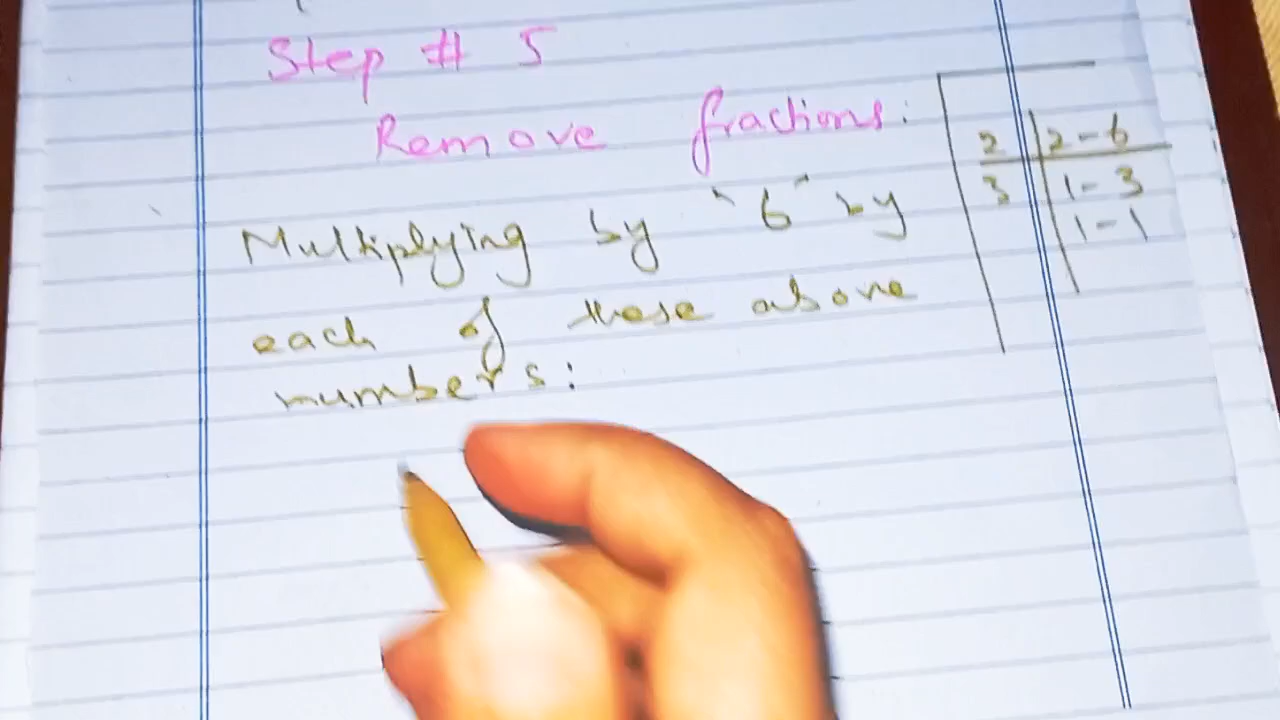 Step # 5
Remove fractions:
Multiplying by "6" by
each of these above
numbers:
2 | 2 - 6
3 | 1 - 3
| 1 - 1